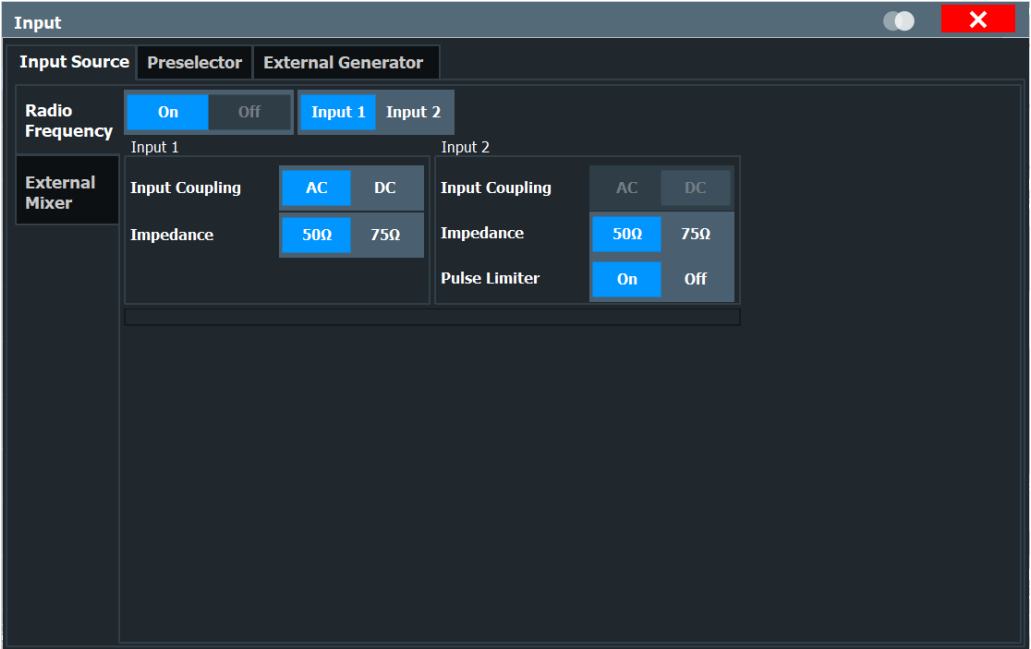 Input
Input Source Preselector External Generator
Radio Frequency On Off Input 1 Input 2
Input 1 Input 2
External Mixer
Input Coupling AC DC Input Coupling AC DC
Impedance 50Ω 75Ω Impedance 50Ω 75Ω
Pulse Limiter On Off